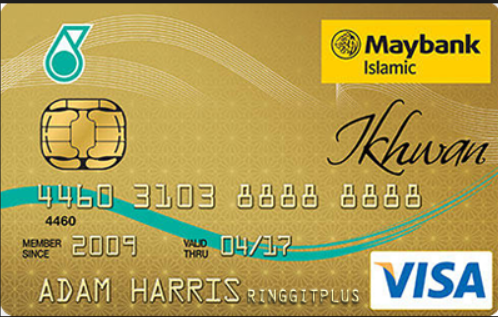 Maybank
Islamic
Ikhwan
4460 3103 8888 8888
4460
MEMBER SINCE 2009 VALID THRU 04/17
ADAM HARRIS RINGGITPLUS
VISA